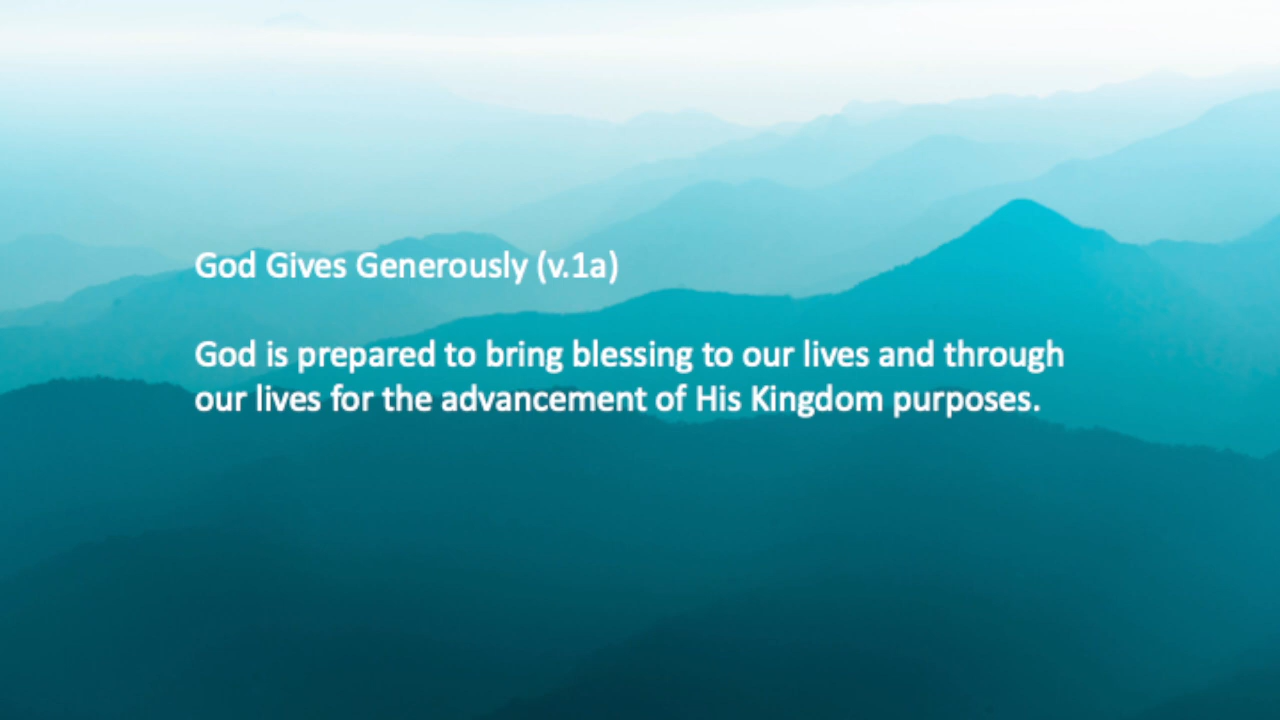 God Gives Generously (v.1a)
God is prepared to bring blessing to our lives and through
our lives for the advancement of His Kingdom purposes.